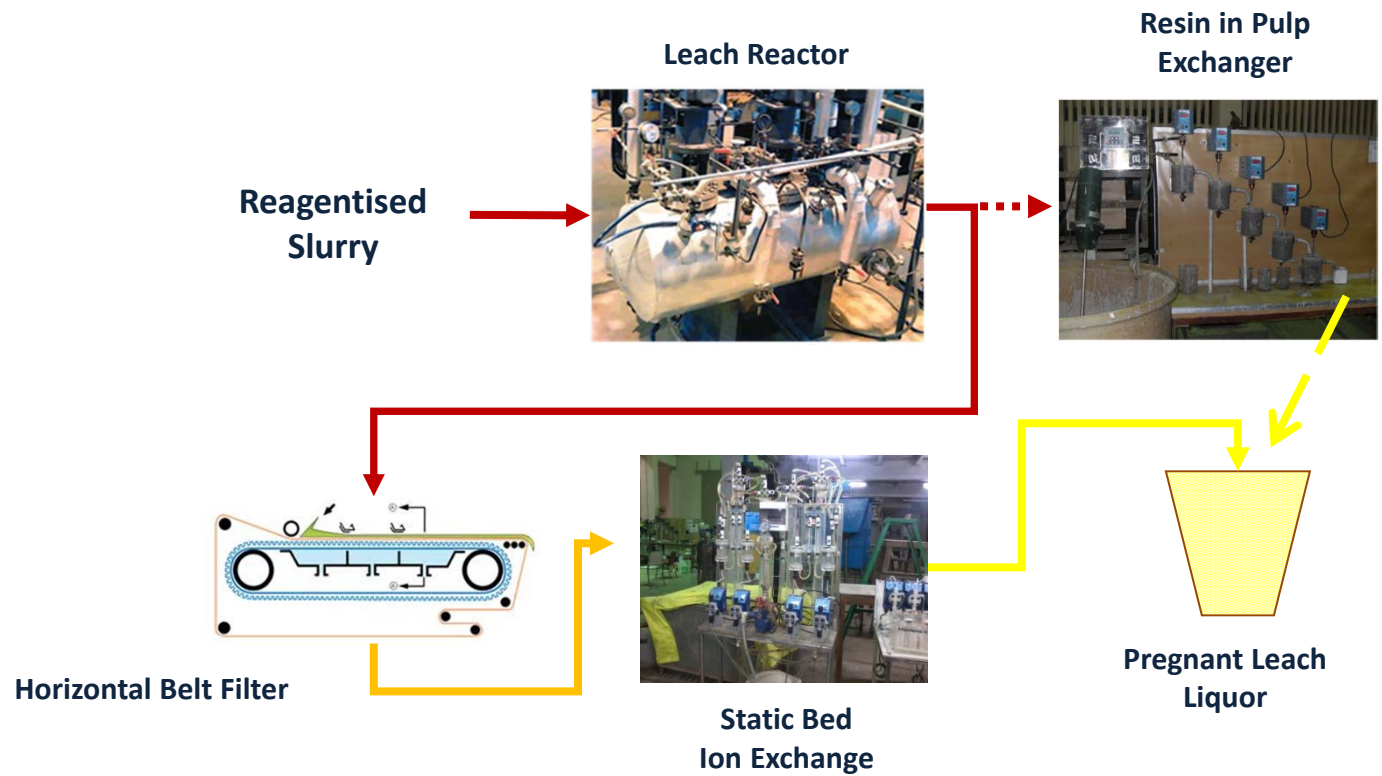 Resin in Pulp
Exchanger
Leach Reactor
Reagentised
Slurry
Horizontal Belt Filter
Static Bed
Ion Exchange
Pregnant Leach
Liquor